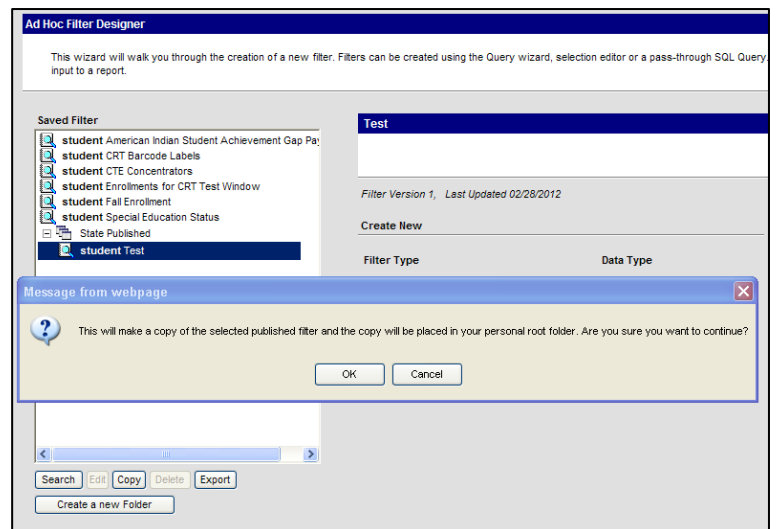 Ad Hoc Filter Designer
This wizard will walk you through the creation of a new filter. Filters can be created using the Query wizard, selection editor or a pass-through SQL Query.
input to a report.
Saved Filter
student American Indian Student Achievement Gap Pay
student CRT Barcode Labels
student CTE Concentrators
student Enrollments for CRT Test Window
student Fall Enrollment
student Special Education Status
State Published
student Test
Test
Filter Version 1, Last Updated 02/28/2012
Create New
Filter Type Data Type
Message from webpage
This will make a copy of the selected published filter and the copy will be placed in your personal root folder. Are you sure you want to continue?
OK Cancel
Search Edit Copy Delete Export
Create a new Folder